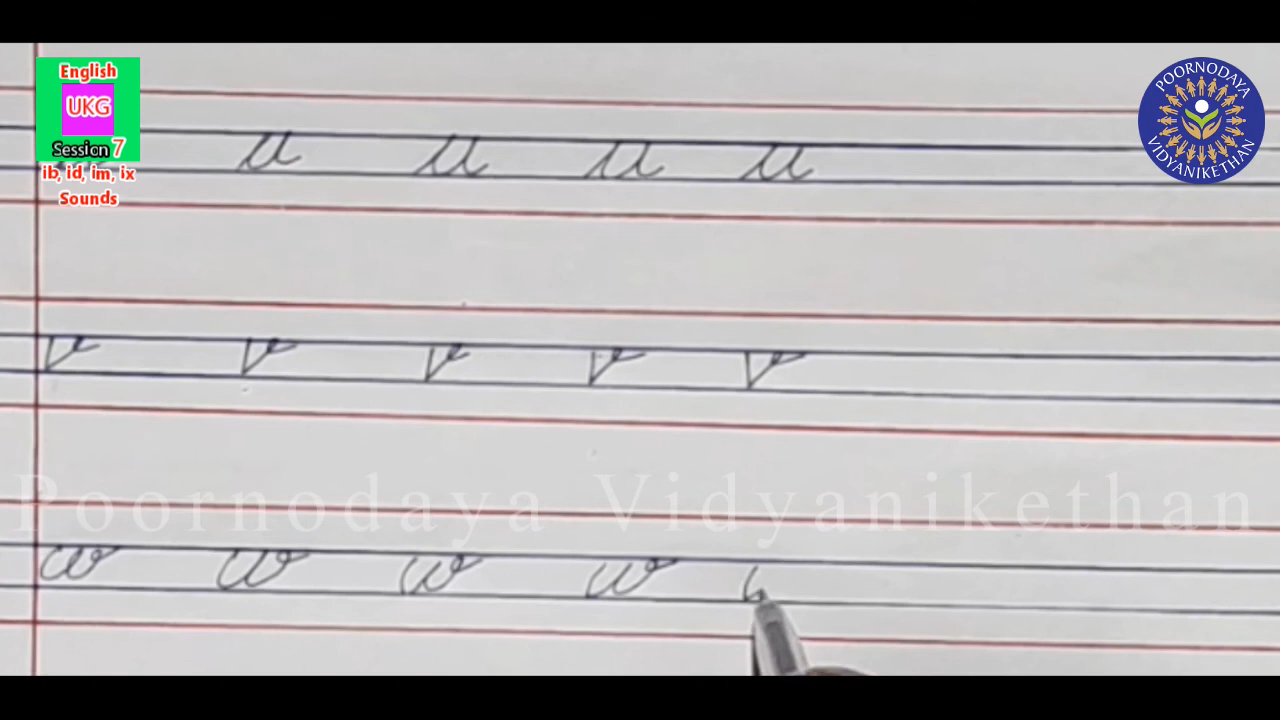 English
UKG
Session 7
ib, id, im, ix
Sounds
POORNODAYA VIDYANIKETHAN
u u u u
v v v v v
Poornodaya Vidyanikethan
w w w w